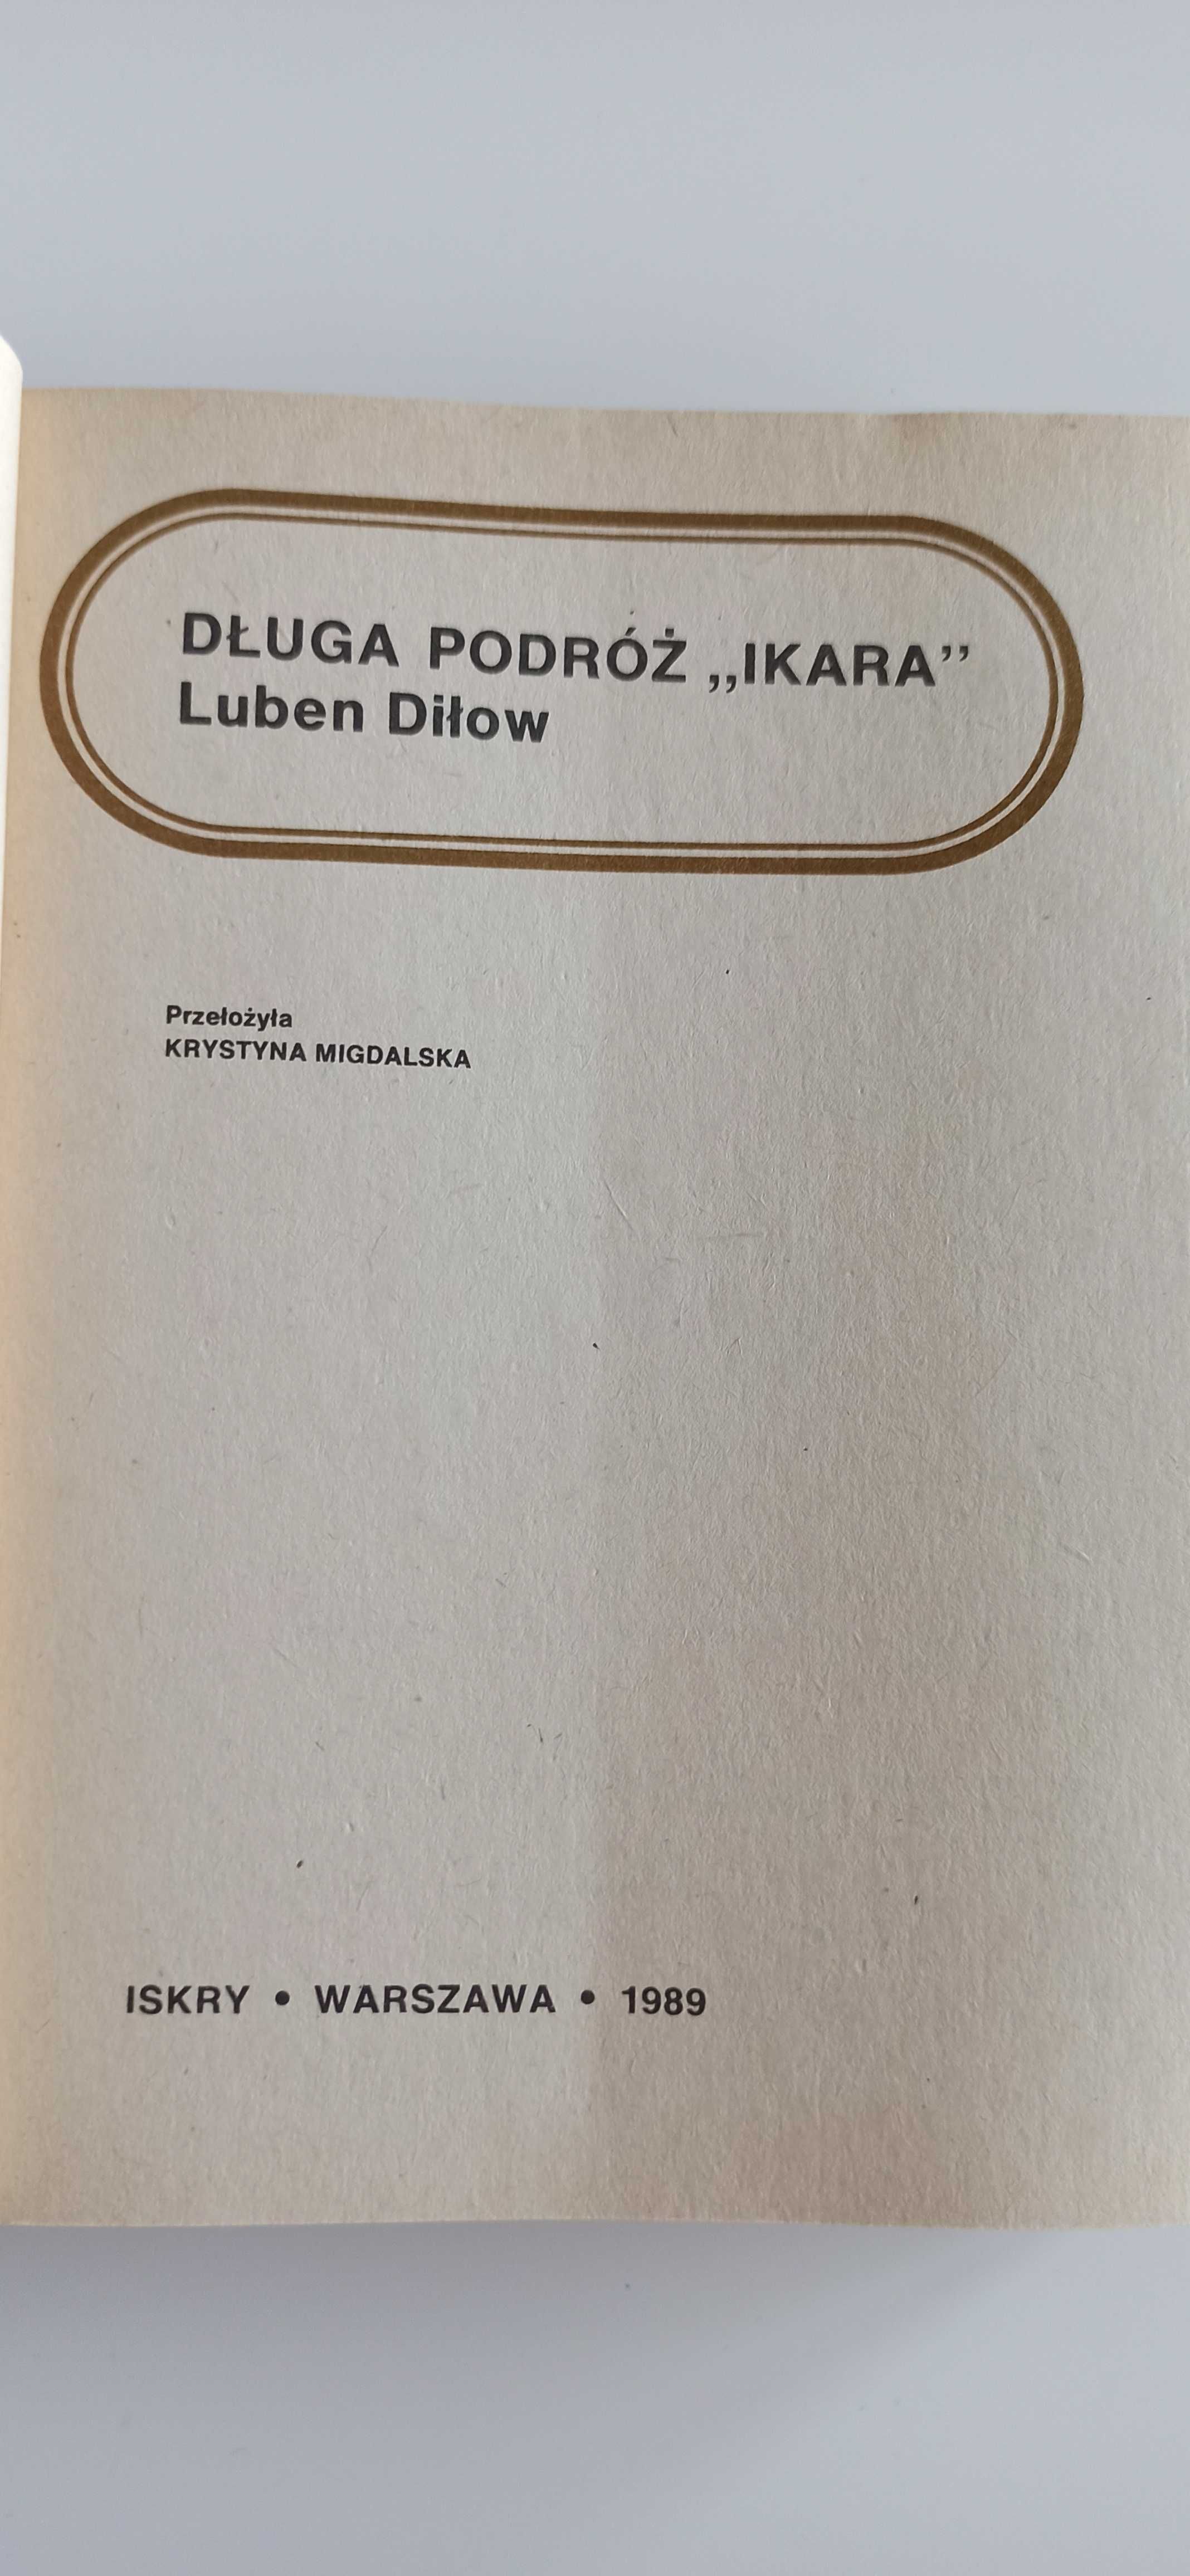 DŁUGA PODRÓŻ „IKARA”
Luben Diłow
Przełożyła
KRYSTYNA MIGDALSKA
ISKRY • WARSZAWA • 1989